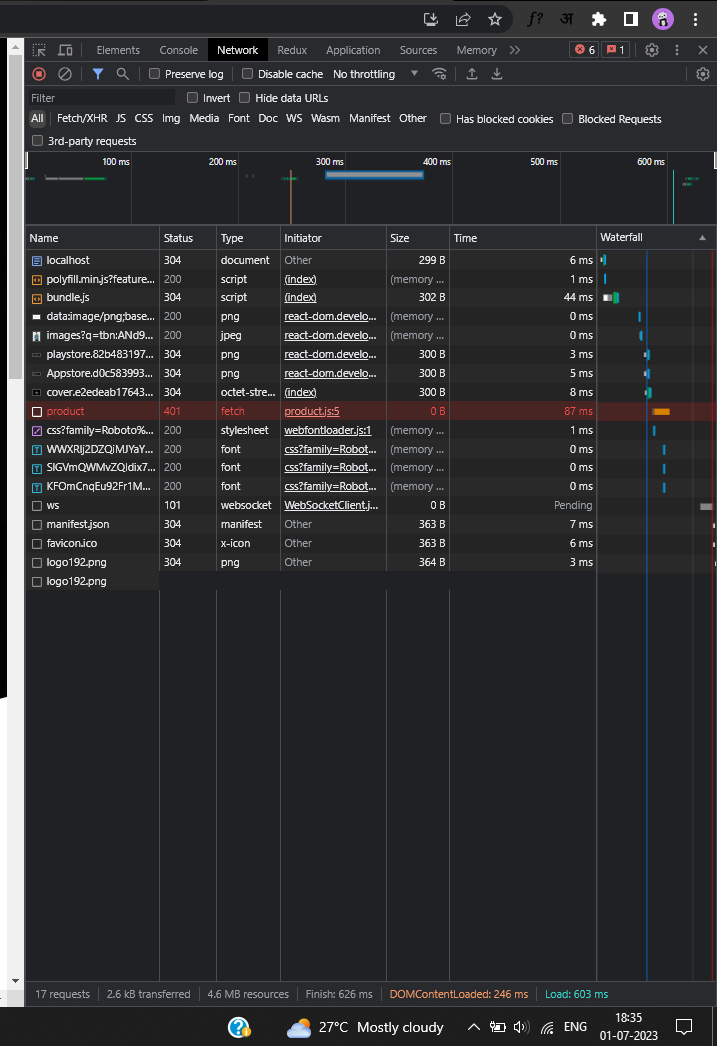 f? अ
Elements Console Network Redux Application Sources Memory 6 1
Preserve log Disable cache No throttling
Filter Invert Hide data URLs
All Fetch/XHR JS CSS Img Media Font Doc WS Wasm Manifest Other Has blocked cookies Blocked Requests
3rd-party requests
100 ms 200 ms 300 ms 400 ms 500 ms 600 ms
Name Status Type Initiator Size Time Waterfall
localhost 304 document Other 299 B 6 ms
polyfill.min.js?feature... 200 script (index) (memory ... 1 ms
bundle.js 304 script (index) 302 B 44 ms
data:image/png;base... 200 png react-dom.develo... (memory ... 0 ms
images?q=tbn:ANd9... 200 jpeg react-dom.develo... (memory ... 0 ms
playstore.82b483197... 304 png react-dom.develo... 300 B 3 ms
Appstore.d0c583993... 304 png react-dom.develo... 300 B 5 ms
cover.e2edeab17643... 304 octet-stre... (index) 300 B 8 ms
product 401 fetch product.js:5 0 B 87 ms
css?family=Roboto%... 200 stylesheet webfontloader.js:1 (memory ... 1 ms
WWXRlj2DZQiMJYaY... 200 font css?family=Robot... (memory ... 0 ms
SlGVmQWMvZQIdix7... 200 font css?family=Robot... (memory ... 0 ms
KFOmCnqEu92Fr1M... 200 font css?family=Robot... (memory ... 0 ms
ws 101 websocket WebSocketClient.j... 0 B Pending
manifest.json 304 manifest Other 363 B 7 ms
favicon.ico 304 x-icon Other 363 B 6 ms
logo192.png 304 png Other 364 B 3 ms
logo192.png
17 requests 2.6 kB transferred 4.6 MB resources Finish: 626 ms DOMContentLoaded: 246 ms Load: 603 ms
27°C Mostly cloudy ENG 18:35
01-07-2023